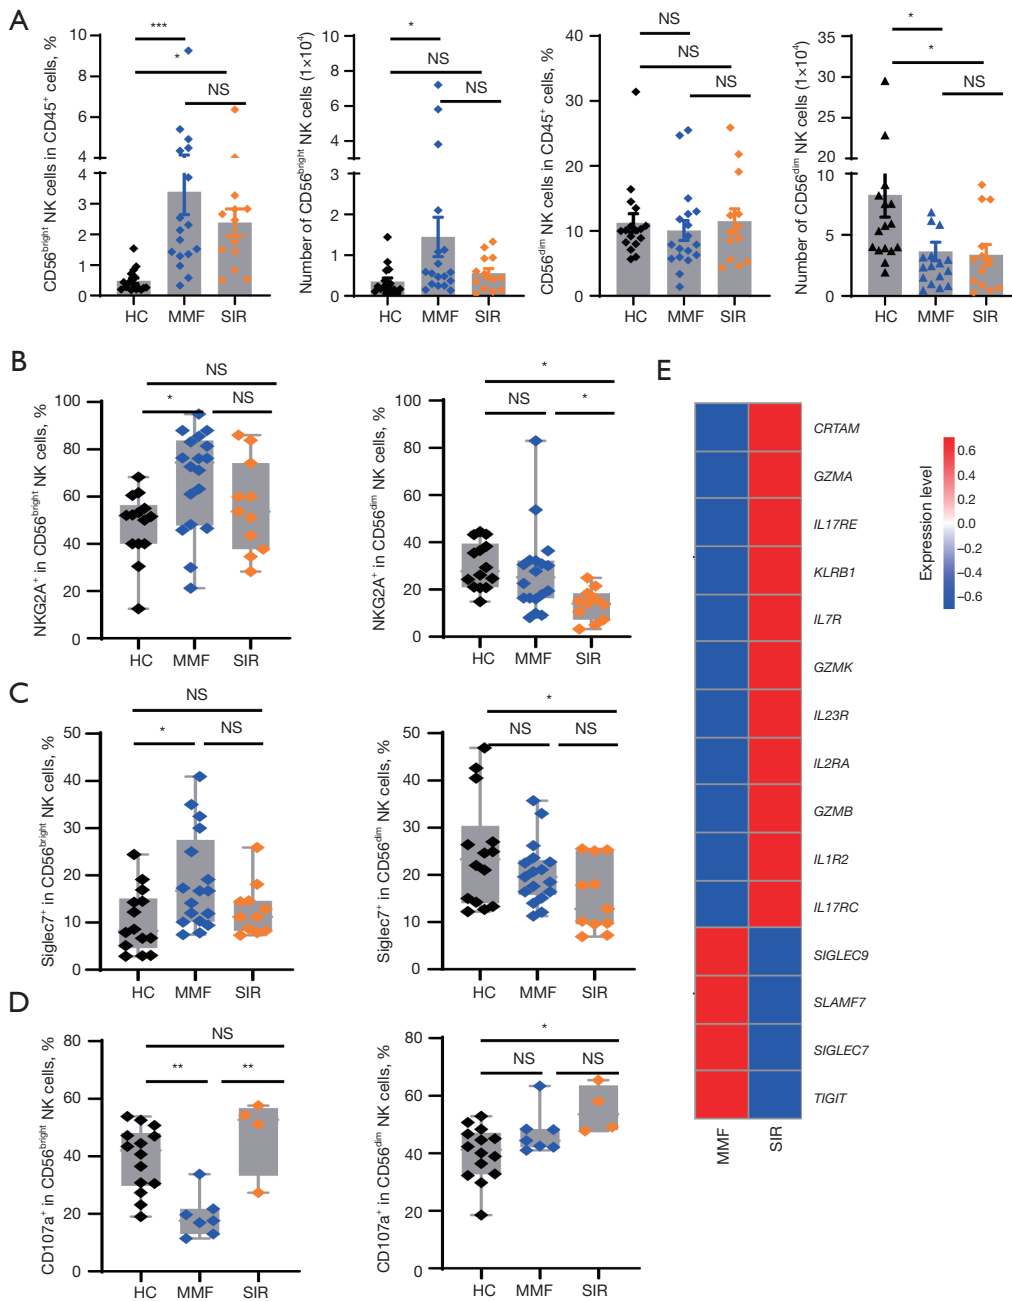 A
CD56bright NK cells in CD45+ cells, %
10
8
6
4
4
3
2
1
0
***
*
NS
HC MMF SIR
Number of CD56bright NK cells (1×10⁴)
10
8
6
4
2
3
2
1
0
*
NS
NS
HC MMF SIR
CD56dim NK cells in CD45+ cells, %
40
30
20
10
0
NS
NS
NS
HC MMF SIR
Number of CD56dim NK cells (1×10⁴)
35
30
25
20
15
10
5
0
*
*
NS
HC MMF SIR
B
NKG2A+ in CD56bright NK cells, %
100
80
60
40
20
0
NS
* NS
HC MMF SIR
NKG2A+ in CD56dim NK cells, %
100
80
60
40
20
0
*
NS *
HC MMF SIR
C
Siglec7+ in CD56bright NK cells, %
50
40
30
20
10
0
NS
* NS
HC MMF SIR
Siglec7+ in CD56dim NK cells, %
50
40
30
20
10
0
*
NS NS
HC MMF SIR
D
CD107a+ in CD56bright NK cells, %
80
60
40
20
0
NS
** **
HC MMF SIR
CD107a+ in CD56dim NK cells, %
80
60
40
20
0
*
NS NS
HC MMF SIR
E
CRTAM
GZMA
IL17RE
KLRB1
IL7R
GZMK
IL23R
IL2RA
GZMB
IL1R2
IL17RC
SIGLEC9
SLAMF7
SIGLEC7
TIGIT
MMF SIR
Expression level
0.6
0.4
0.2
0.0
−0.2
−0.4
−0.6